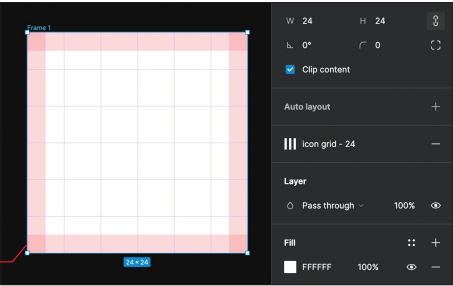 Frame 1
24 × 24
W 24 H 24
0° 0
Clip content
Auto layout
icon grid - 24
Layer
Pass through 100%
Fill
FFFFFF 100%